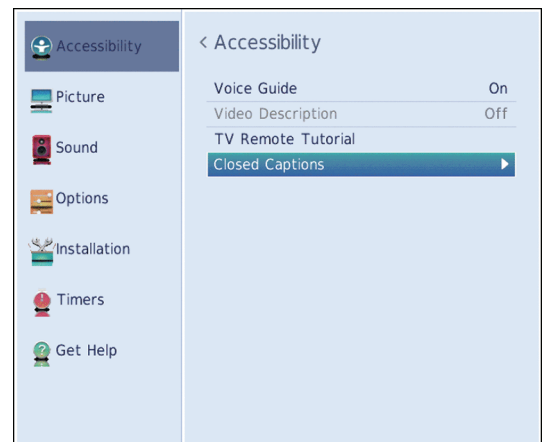 Accessibility
Picture
Sound
Options
Installation
Timers
Get Help
< Accessibility
Voice Guide On
Video Description Off
TV Remote Tutorial
Closed Captions